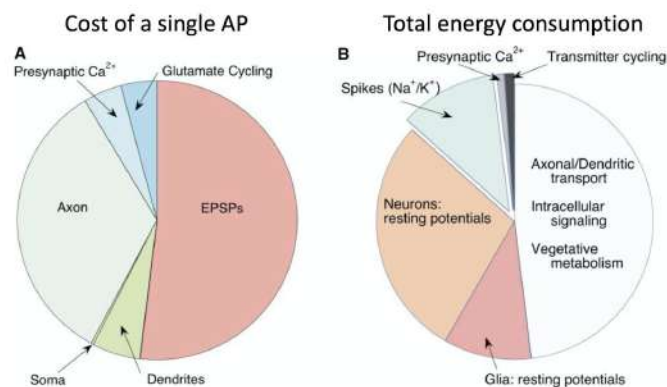 Cost of a single AP
Total energy consumption
A
Presynaptic Ca²⁺
Glutamate Cycling
Axon
EPSPs
Soma
Dendrites
B
Presynaptic Ca²⁺
Transmitter cycling
Spikes (Na⁺/K⁺)
Neurons:
resting potentials
Axonal/Dendritic
transport
Intracellular
signaling
Vegetative
metabolism
Glia: resting potentials